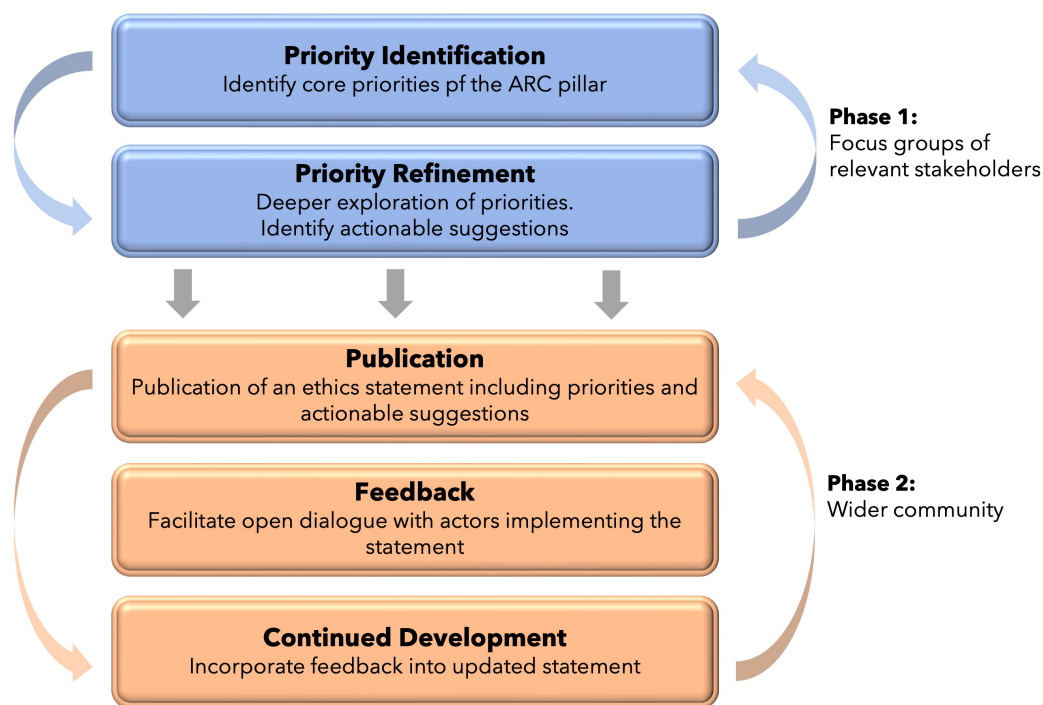 Priority Identification
Identify core priorities pf the ARC pillar
Phase 1:
Focus groups of
relevant stakeholders
Priority Refinement
Deeper exploration of priorities.
Identify actionable suggestions
Publication
Publication of an ethics statement including priorities and
actionable suggestions
Feedback
Facilitate open dialogue with actors implementing the
statement
Phase 2:
Wider community
Continued Development
Incorporate feedback into updated statement